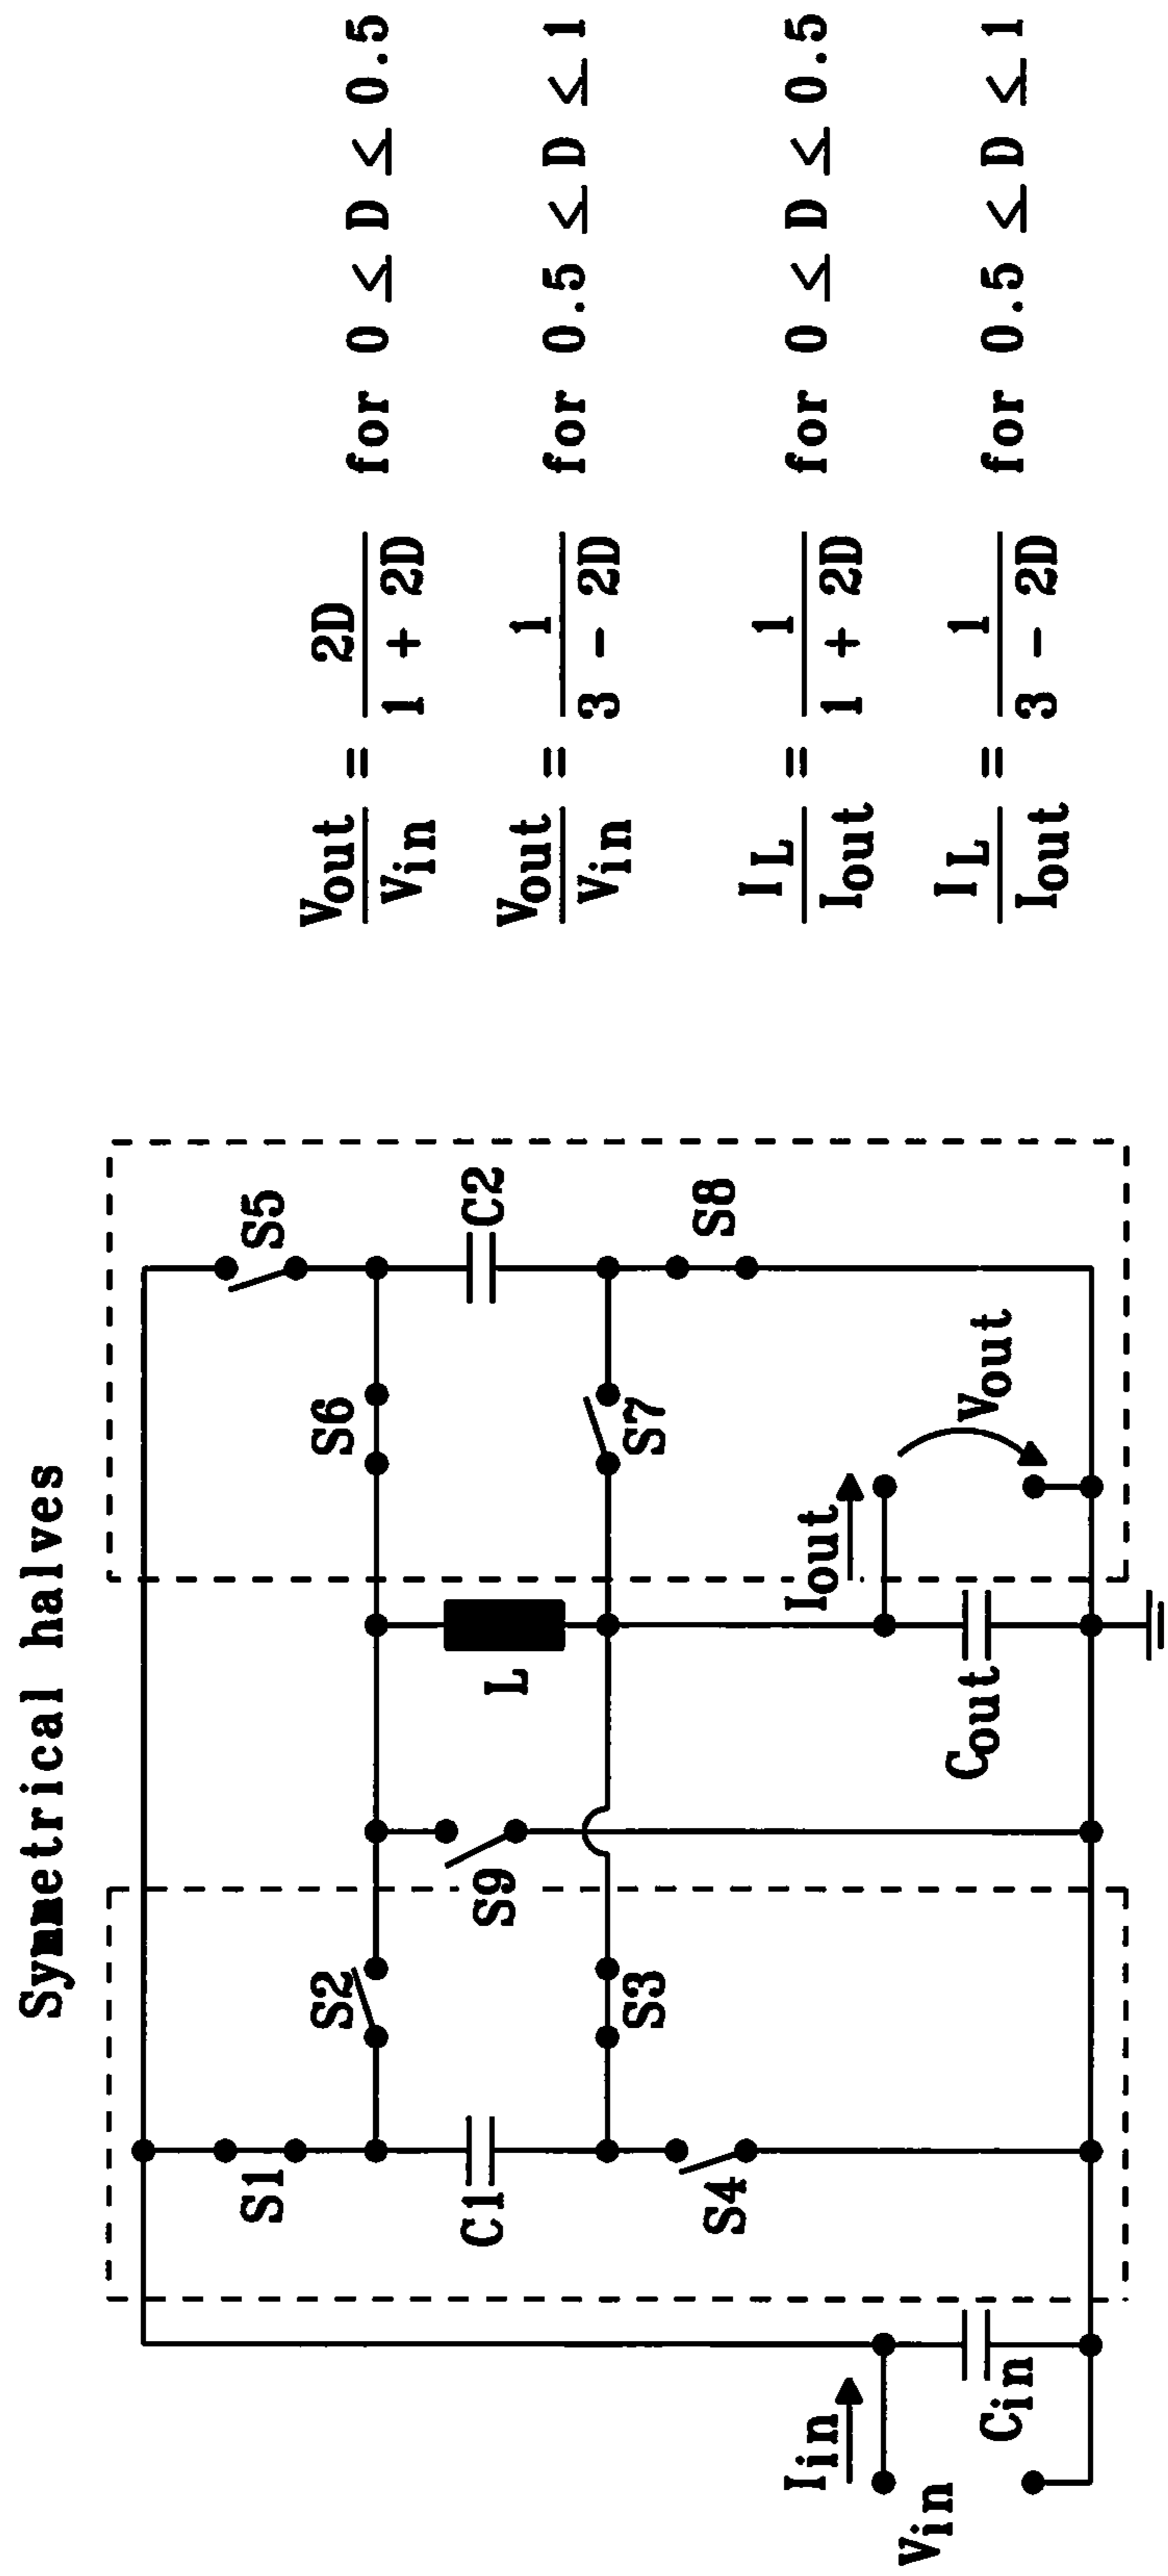 Symmetrical halves
S1
S2
S3
S4
C1
S9
L
S5
S6
S7
S8
C2
Iin
Vin
Cin
Cout
Iout
Vout
Vout/Vin = 2D/(1 + 2D) for 0 ≤ D ≤ 0.5
Vout/Vin = 1/(3 - 2D) for 0.5 ≤ D ≤ 1
IL/Iout = 1/(1 + 2D) for 0 ≤ D ≤ 0.5
IL/Iout = 1/(3 - 2D) for 0.5 ≤ D ≤ 1